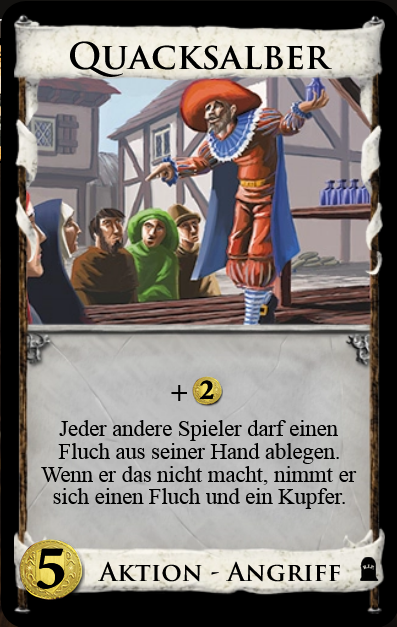 Quacksalber
+ 2
Jeder andere Spieler darf einen
Fluch aus seiner Hand ablegen.
Wenn er das nicht macht, nimmt er
sich einen Fluch und ein Kupfer.
5 Aktion - Angriff
R.I.P.